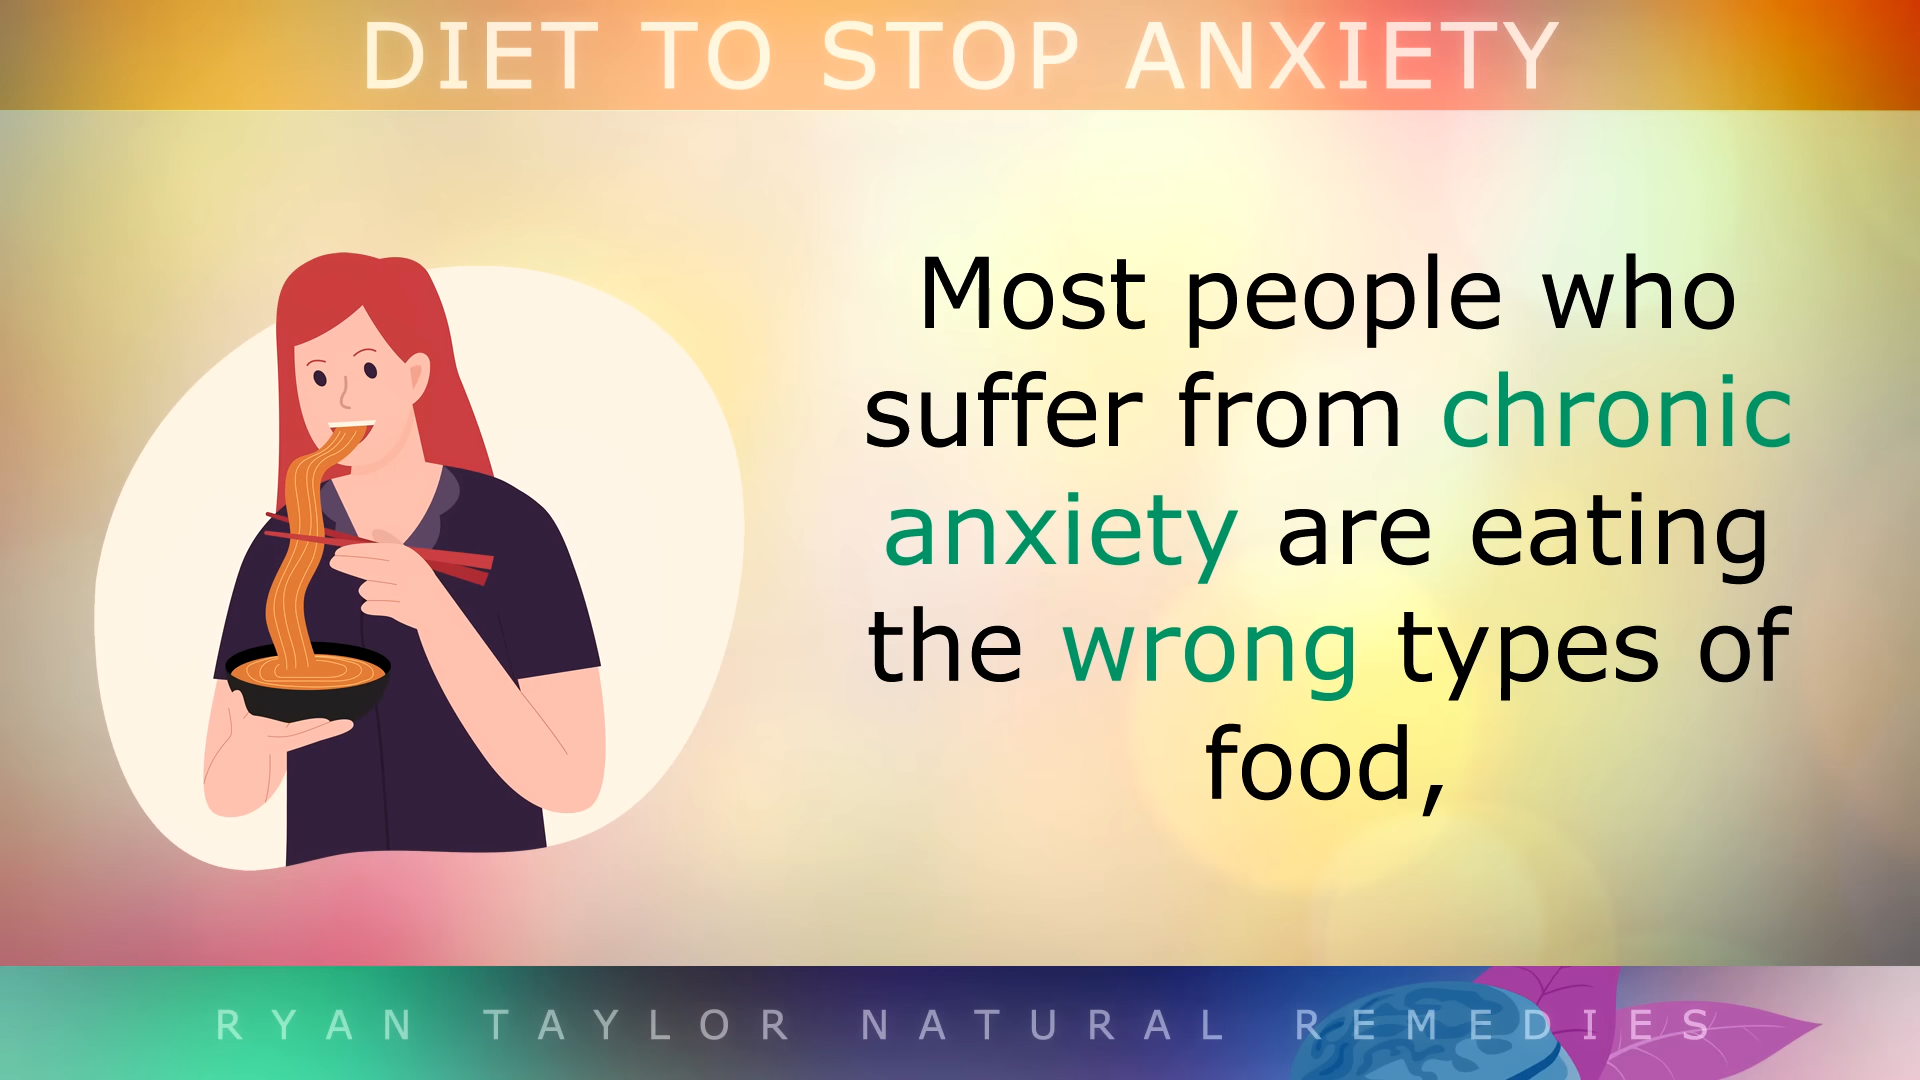 DIET TO STOP ANXIETY
Most people who
suffer from chronic
anxiety are eating
the wrong types of
food,
RYAN TAYLOR NATURAL REMEDIES